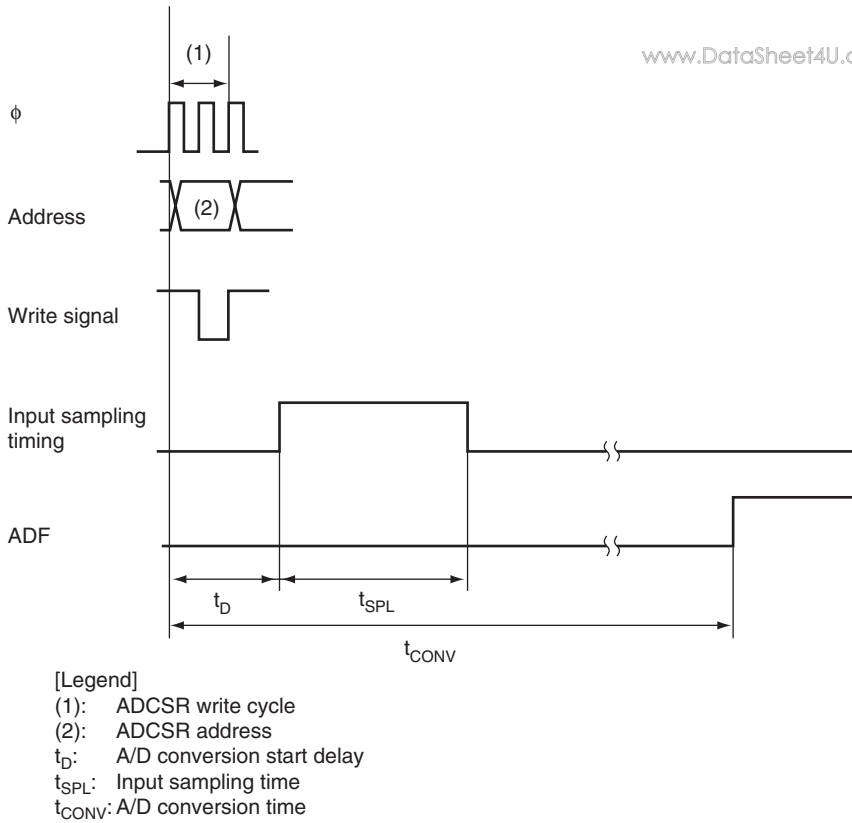 (1)
www.DataSheet4U.c
ϕ
Address
(2)
Write signal
Input sampling
timing
ADF
tD
tSPL
tCONV
[Legend]
(1): ADCSR write cycle
(2): ADCSR address
tD: A/D conversion start delay
tSPL: Input sampling time
tCONV: A/D conversion time